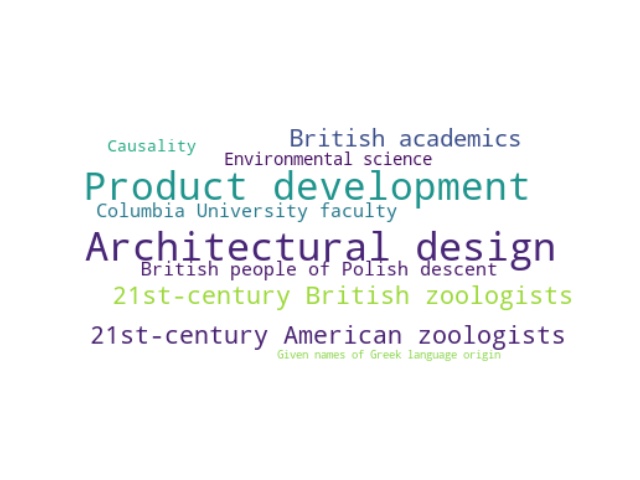 British academics
Causality
Environmental science
Product development
Columbia University faculty
Architectural design
British people of Polish descent
21st-century British zoologists
21st-century American zoologists
Given names of Greek language origin